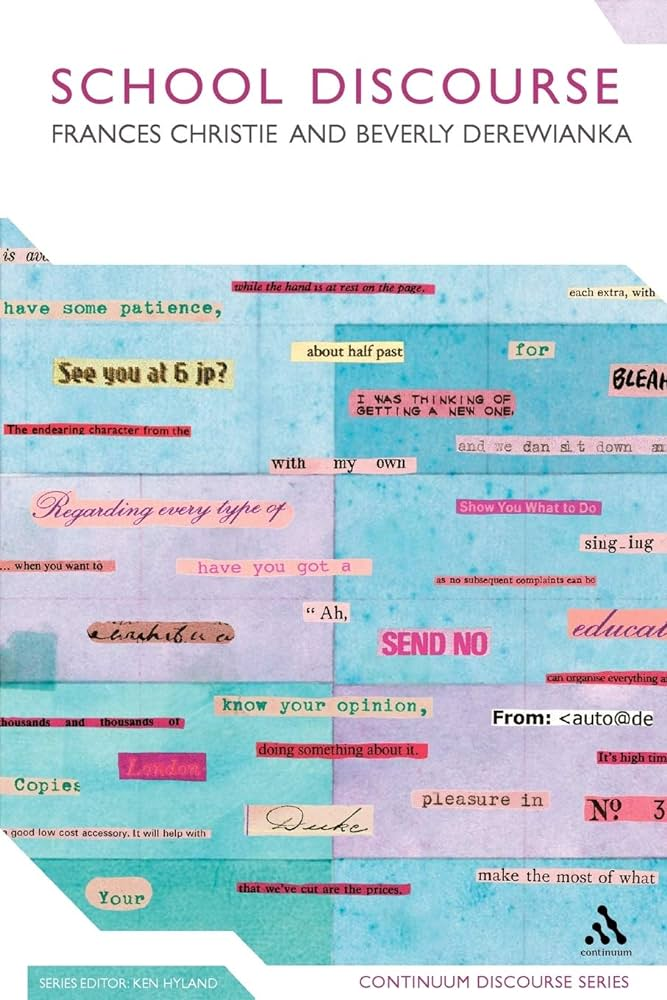 SCHOOL DISCOURSE
FRANCES CHRISTIE AND BEVERLY DEREWIANKA
is
while the hand is at rest on the page,
each extra, with
have some patience,
about half past
for
See you at 6 jp?
BLEAH
I WAS THINKING OF
GETTING A NEW ONE,
The endearing character from the
and we dan sit down
with my own
Regarding every type of
Show You What to Do
sing-ing
... when you want to
have you got a
as no subsequent complaints can be
“ Ah,
SEND NO
educat
can organise everything a
know your opinion,
From: <auto@de
housands and thousands of
doing something about it.
It's high tim
London
Copies
pleasure in
Nº 3
Duke
a good low cost accessory. It will help with
make the most of what
Your
that we've cut are the prices.
continuum
SERIES EDITOR: KEN HYLAND
CONTINUUM DISCOURSE SERIES